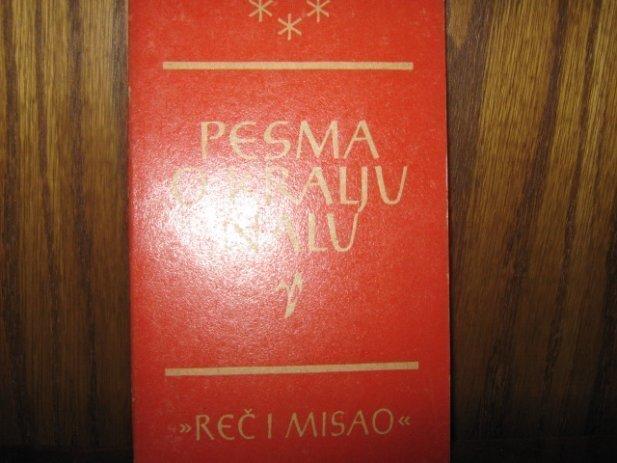 * * *
PESMA
O KRALJU
NALU
»REČ I MISAO«